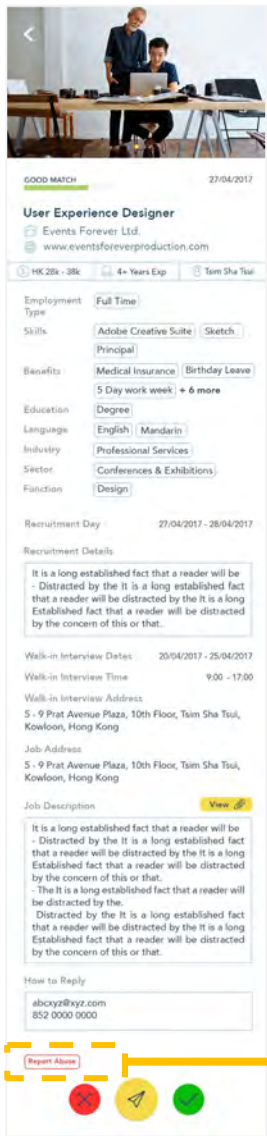 GOOD MATCH 27/04/2017
User Experience Designer
Events Forever Ltd.
www.eventsforeverproduction.com
HK 28k - 38k 4+ Years Exp Tsim Sha Tsui
Employment Type Full Time
Skills Adobe Creative Suite Sketch
Principal
Benefits Medical Insurance Birthday Leave
5 Day work week + 6 more
Education Degree
Language English Mandarin
Industry Professional Services
Sector Conferences & Exhibitions
Function Design
Recruitment Day 27/04/2017 - 28/04/2017
Recruitment Details
It is a long established fact that a reader will be
- Distracted by the It is a long established fact
that a reader will be distracted by the It is a long
Established fact that a reader will be distracted
by the concern of this or that.
Walk-in Interview Dates 20/04/2017 - 25/04/2017
Walk-in Interview Time 9:00 - 17:00
Walk-in Interview Address
5 - 9 Prat Avenue Plaza, 10th Floor, Tsim Sha Tsui,
Kowloon, Hong Kong
Job Address
5 - 9 Prat Avenue Plaza, 10th Floor, Tsim Sha Tsui,
Kowloon, Hong Kong
Job Description View
It is a long established fact that a reader will be
- Distracted by the It is a long established fact
that a reader will be distracted by the It is a long
Established fact that a reader will be distracted
by the concern of this or that.
- The It is a long established fact that a reader will
be distracted by the.
Distracted by the It is a long established fact
that a reader will be distracted by the It is a long
Established fact that a reader will be distracted
by the concern of this or that.
How to Reply
abcxyz@xyz.com
852 0000 0000
Report Abuse